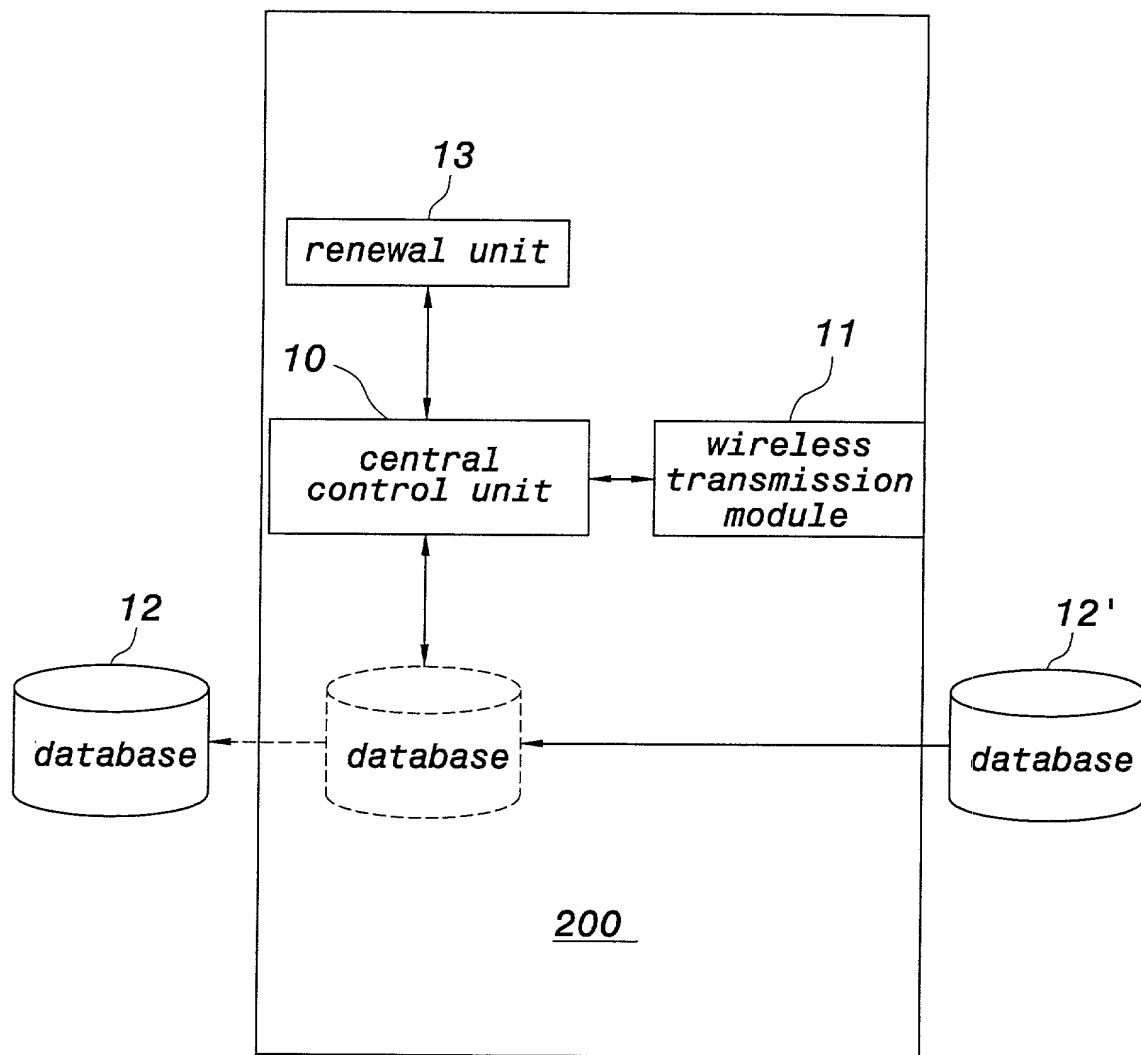 13
renewal unit
10
11
central
control unit
wireless
transmission
module
12
12'
database
database
database
200